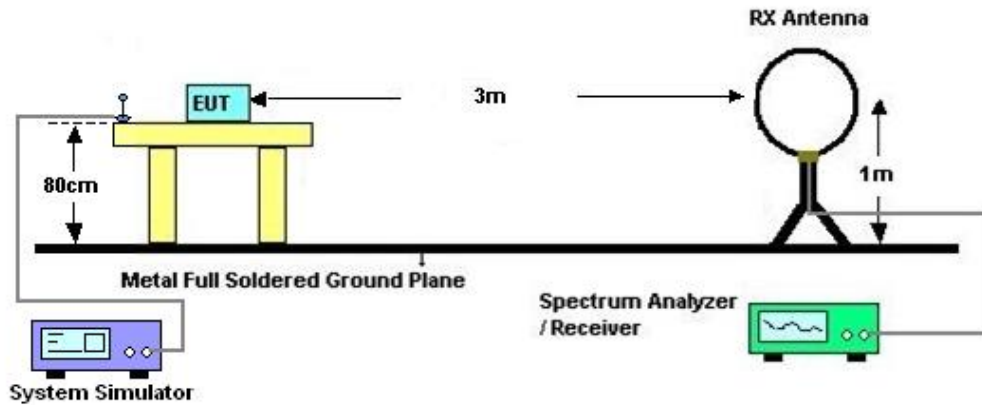 RX Antenna
EUT
3m
80cm
1m
Metal Full Soldered Ground Plane
Spectrum Analyzer
/ Receiver
System Simulator